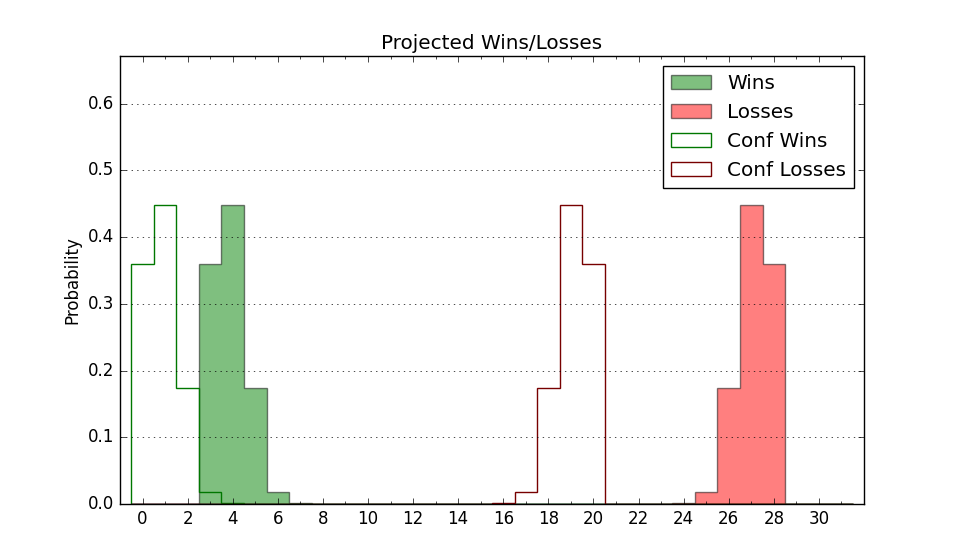 Projected Wins/Losses
Wins
Losses
Conf Wins
Conf Losses
Probability
0.6
0.5
0.4
0.3
0.2
0.1
0.0
0 2 4 6 8 10 12 14 16 18 20 22 24 26 28 30